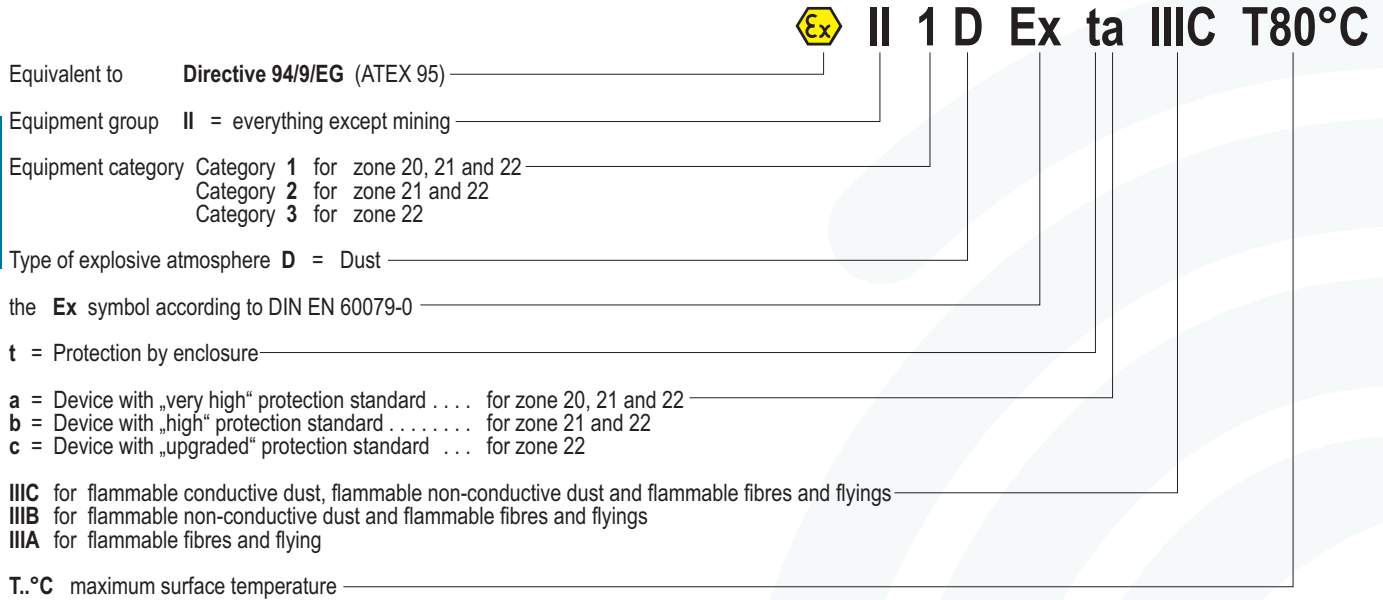 Ex II 1 D Ex ta IIIC T80°C
Equivalent to Directive 94/9/EG (ATEX 95)
Equipment group II = everything except mining
Equipment category Category 1 for zone 20, 21 and 22
Category 2 for zone 21 and 22
Category 3 for zone 22
Type of explosive atmosphere D = Dust
the Ex symbol according to DIN EN 60079-0
t = Protection by enclosure
a = Device with „very high“ protection standard . . . . for zone 20, 21 and 22
b = Device with „high“ protection standard . . . . . . . . for zone 21 and 22
c = Device with „upgraded“ protection standard . . . for zone 22
IIIC for flammable conductive dust, flammable non-conductive dust and flammable fibres and flyings
IIIB for flammable non-conductive dust and flammable fibres and flyings
IIIA for flammable fibres and flying
T..°C maximum surface temperature